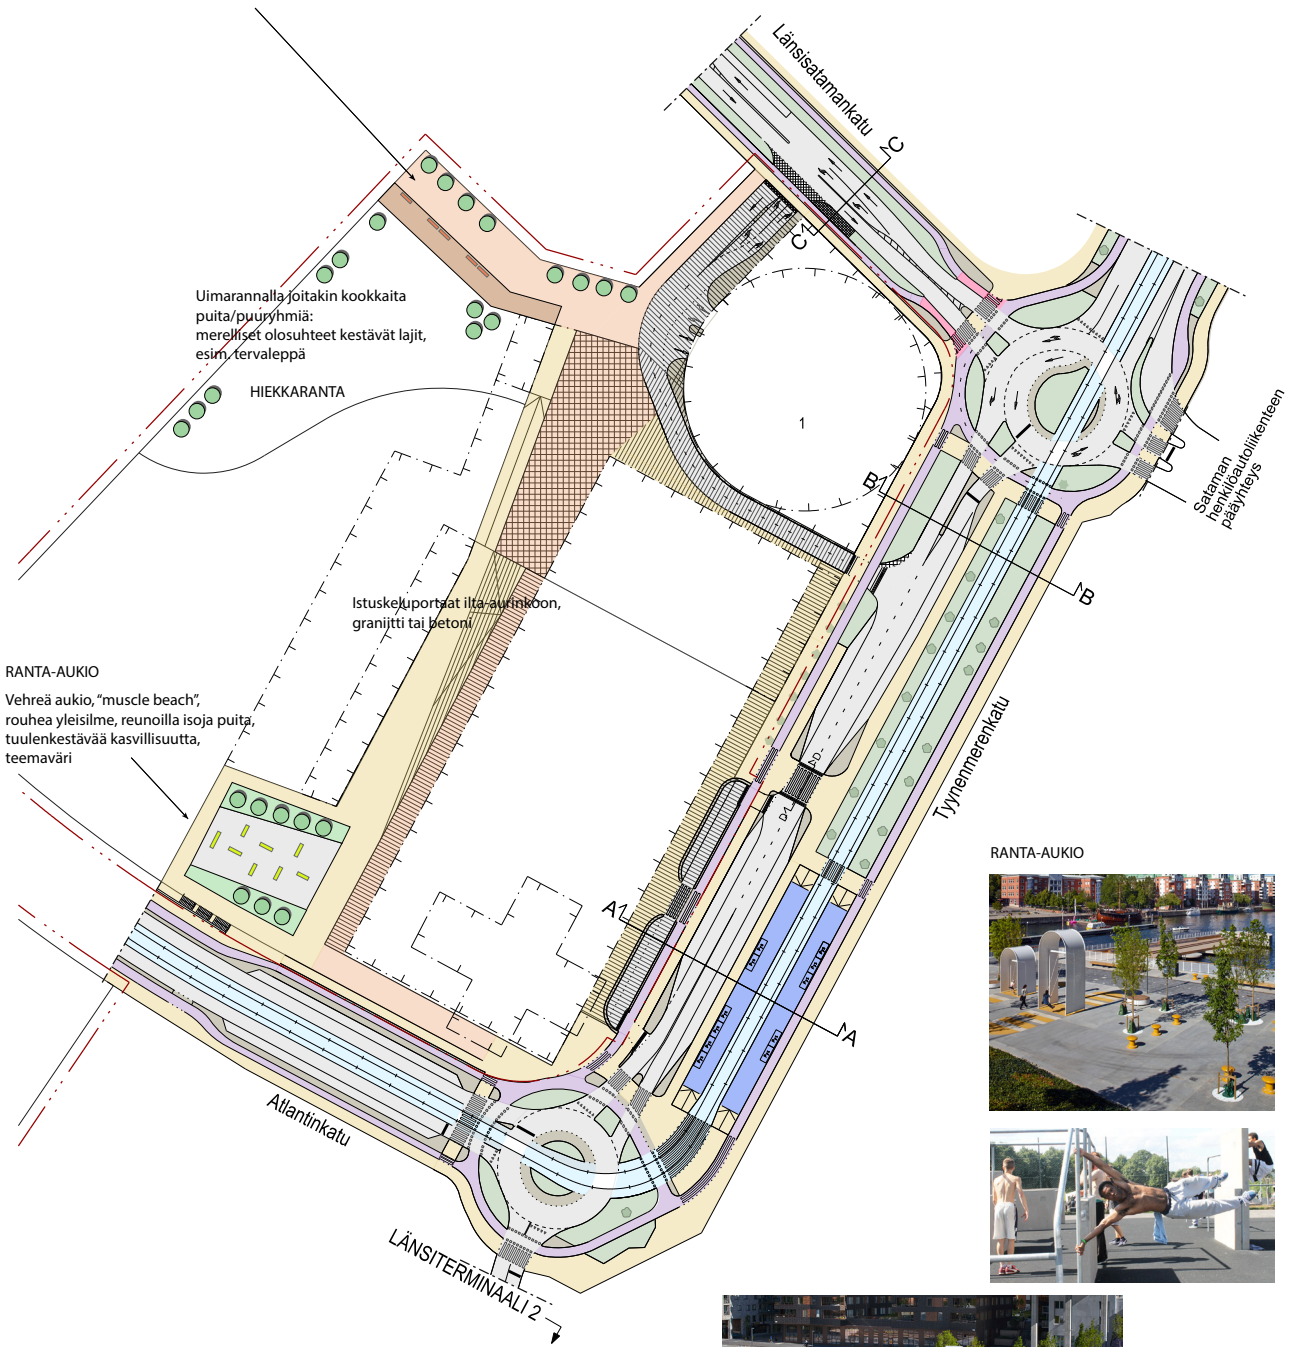 Länsisatamankatu
C
C
Uimarannalla joitakin kookkaita
puita/puuryhmiä:
merelliset olosuhteet kestävät lajit,
esim. tervaleppä
HIEKKARANTA
1
Sataman
henkilöautoliikenteen
pääyhteys
B
B
Istuskeluportaat ilta-aurinkoon,
graniitti tai betoni
RANTA-AUKIO
Vehreä aukio, “muscle beach”,
rouhea yleisilme, reunoilla isoja puita,
tuulenkestävää kasvillisuutta,
teemaväri
D
D
Tyynenmerenkatu
RANTA-AUKIO
A
A
Atlantinkatu
LÄNSITERMINAALI 2